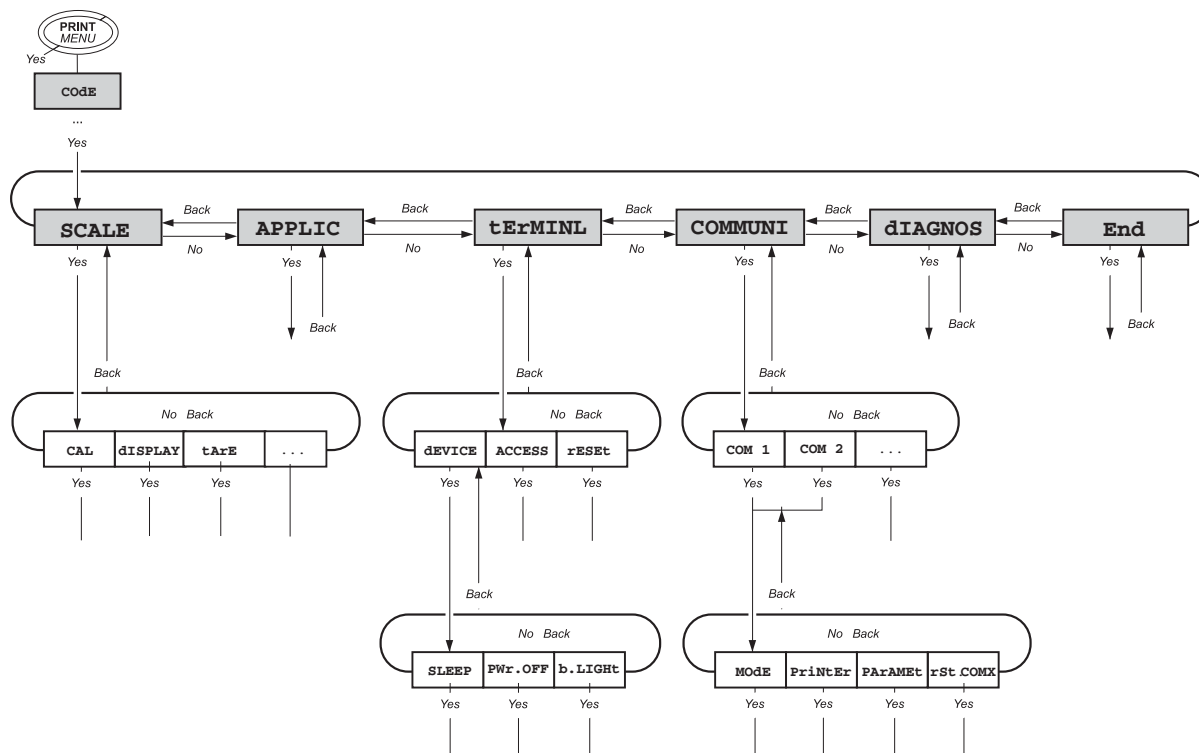 PRINT
MENU
Yes
COdE
...
Yes
Back Back Back Back Back
SCALE APPLIC tErMINL COMMUNI dIAGNOS End
No No No No No
Yes Yes Yes Yes Yes Yes
Back Back Back
Back Back Back
No Back No Back No Back
CAL dISPLAY tArE ... dEVICE ACCESS rESEt COM 1 COM 2 ...
Yes Yes Yes Yes Yes Yes Yes Yes Yes
Back Back
No Back No Back
SLEEP PWr.OFF b.LIGHt MOdE PriNtEr PArAMEt rSt.COMX
Yes Yes Yes Yes Yes Yes Yes